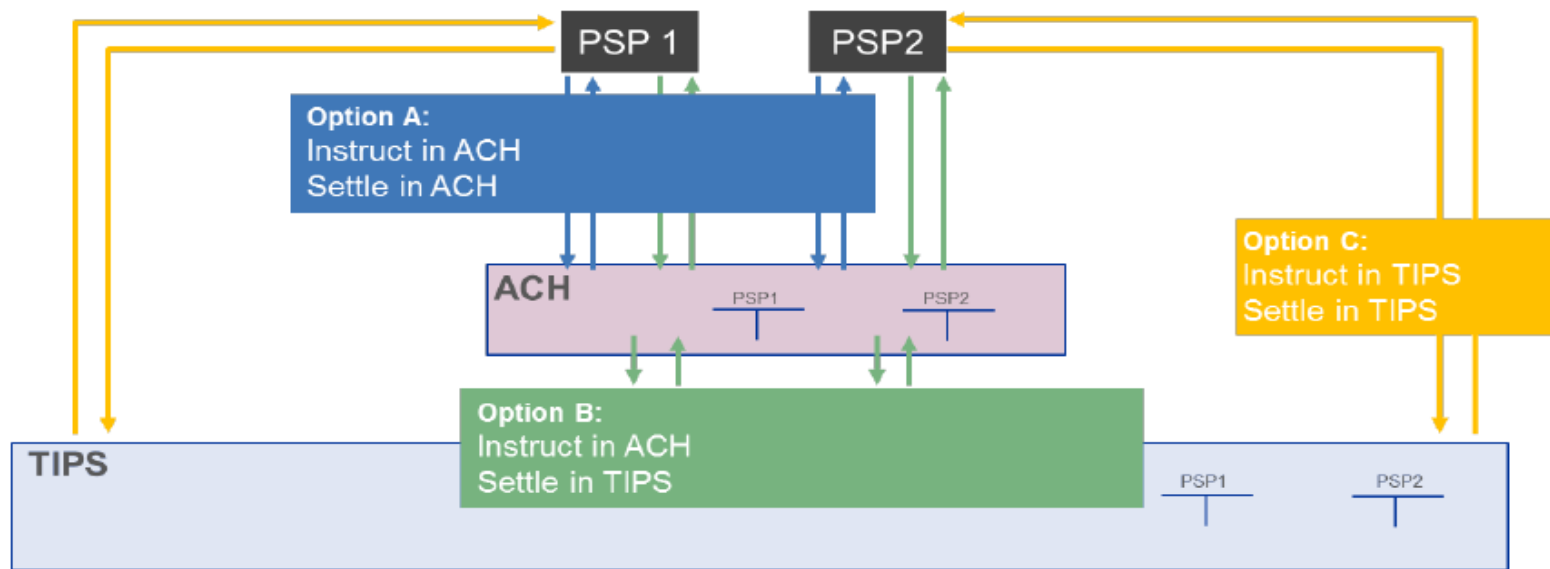 PSP 1
PSP2
Option A:
Instruct in ACH
Settle in ACH
Option C:
Instruct in TIPS
Settle in TIPS
ACH
PSP1
PSP2
Option B:
Instruct in ACH
Settle in TIPS
TIPS
PSP1
PSP2